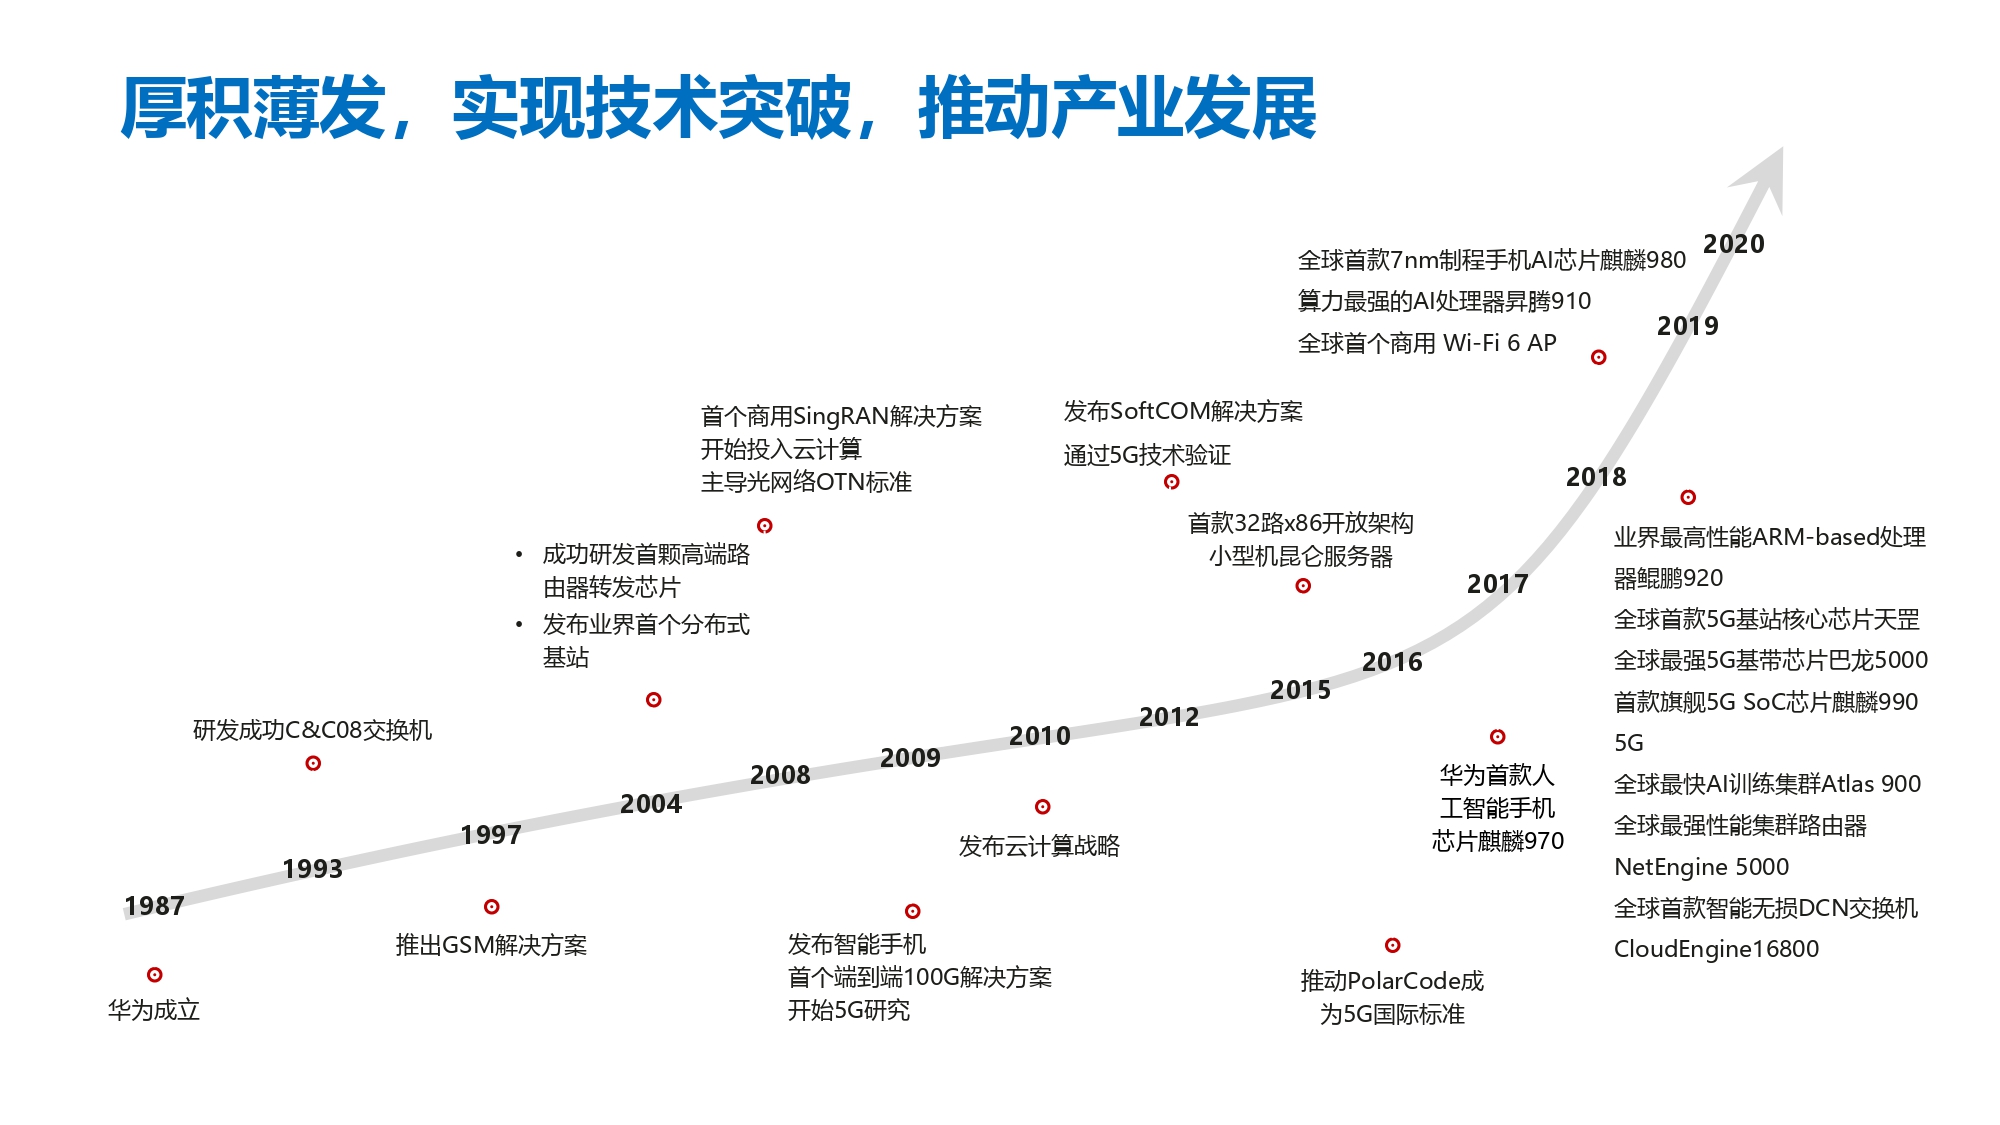 厚积薄发，实现技术突破，推动产业发展
2020
全球首款7nm制程手机AI芯片麒麟980
算力最强的AI处理器昇腾910
全球首个商用 Wi-Fi 6 AP
2019
首个商用SingRAN解决方案
开始投入云计算
主导光网络OTN标准
发布SoftCOM解决方案
通过5G技术验证
2018
首款32路x86开放架构
小型机昆仑服务器
业界最高性能ARM-based处理
器鲲鹏920
全球首款5G基站核心芯片天罡
全球最强5G基带芯片巴龙5000
首款旗舰5G SoC芯片麒麟990
5G
全球最快AI训练集群Atlas 900
全球最强性能集群路由器
NetEngine 5000
全球首款智能无损DCN交换机
CloudEngine16800
• 成功研发首颗高端路
由器转发芯片
• 发布业界首个分布式
基站
2017
2016
2015
2012
2010
2009
2008
2004
1997
1993
1987
研发成功C&C08交换机
华为首款人
工智能手机
芯片麒麟970
发布云计算战略
推出GSM解决方案
发布智能手机
首个端到端100G解决方案
开始5G研究
推动PolarCode成
为5G国际标准
华为成立